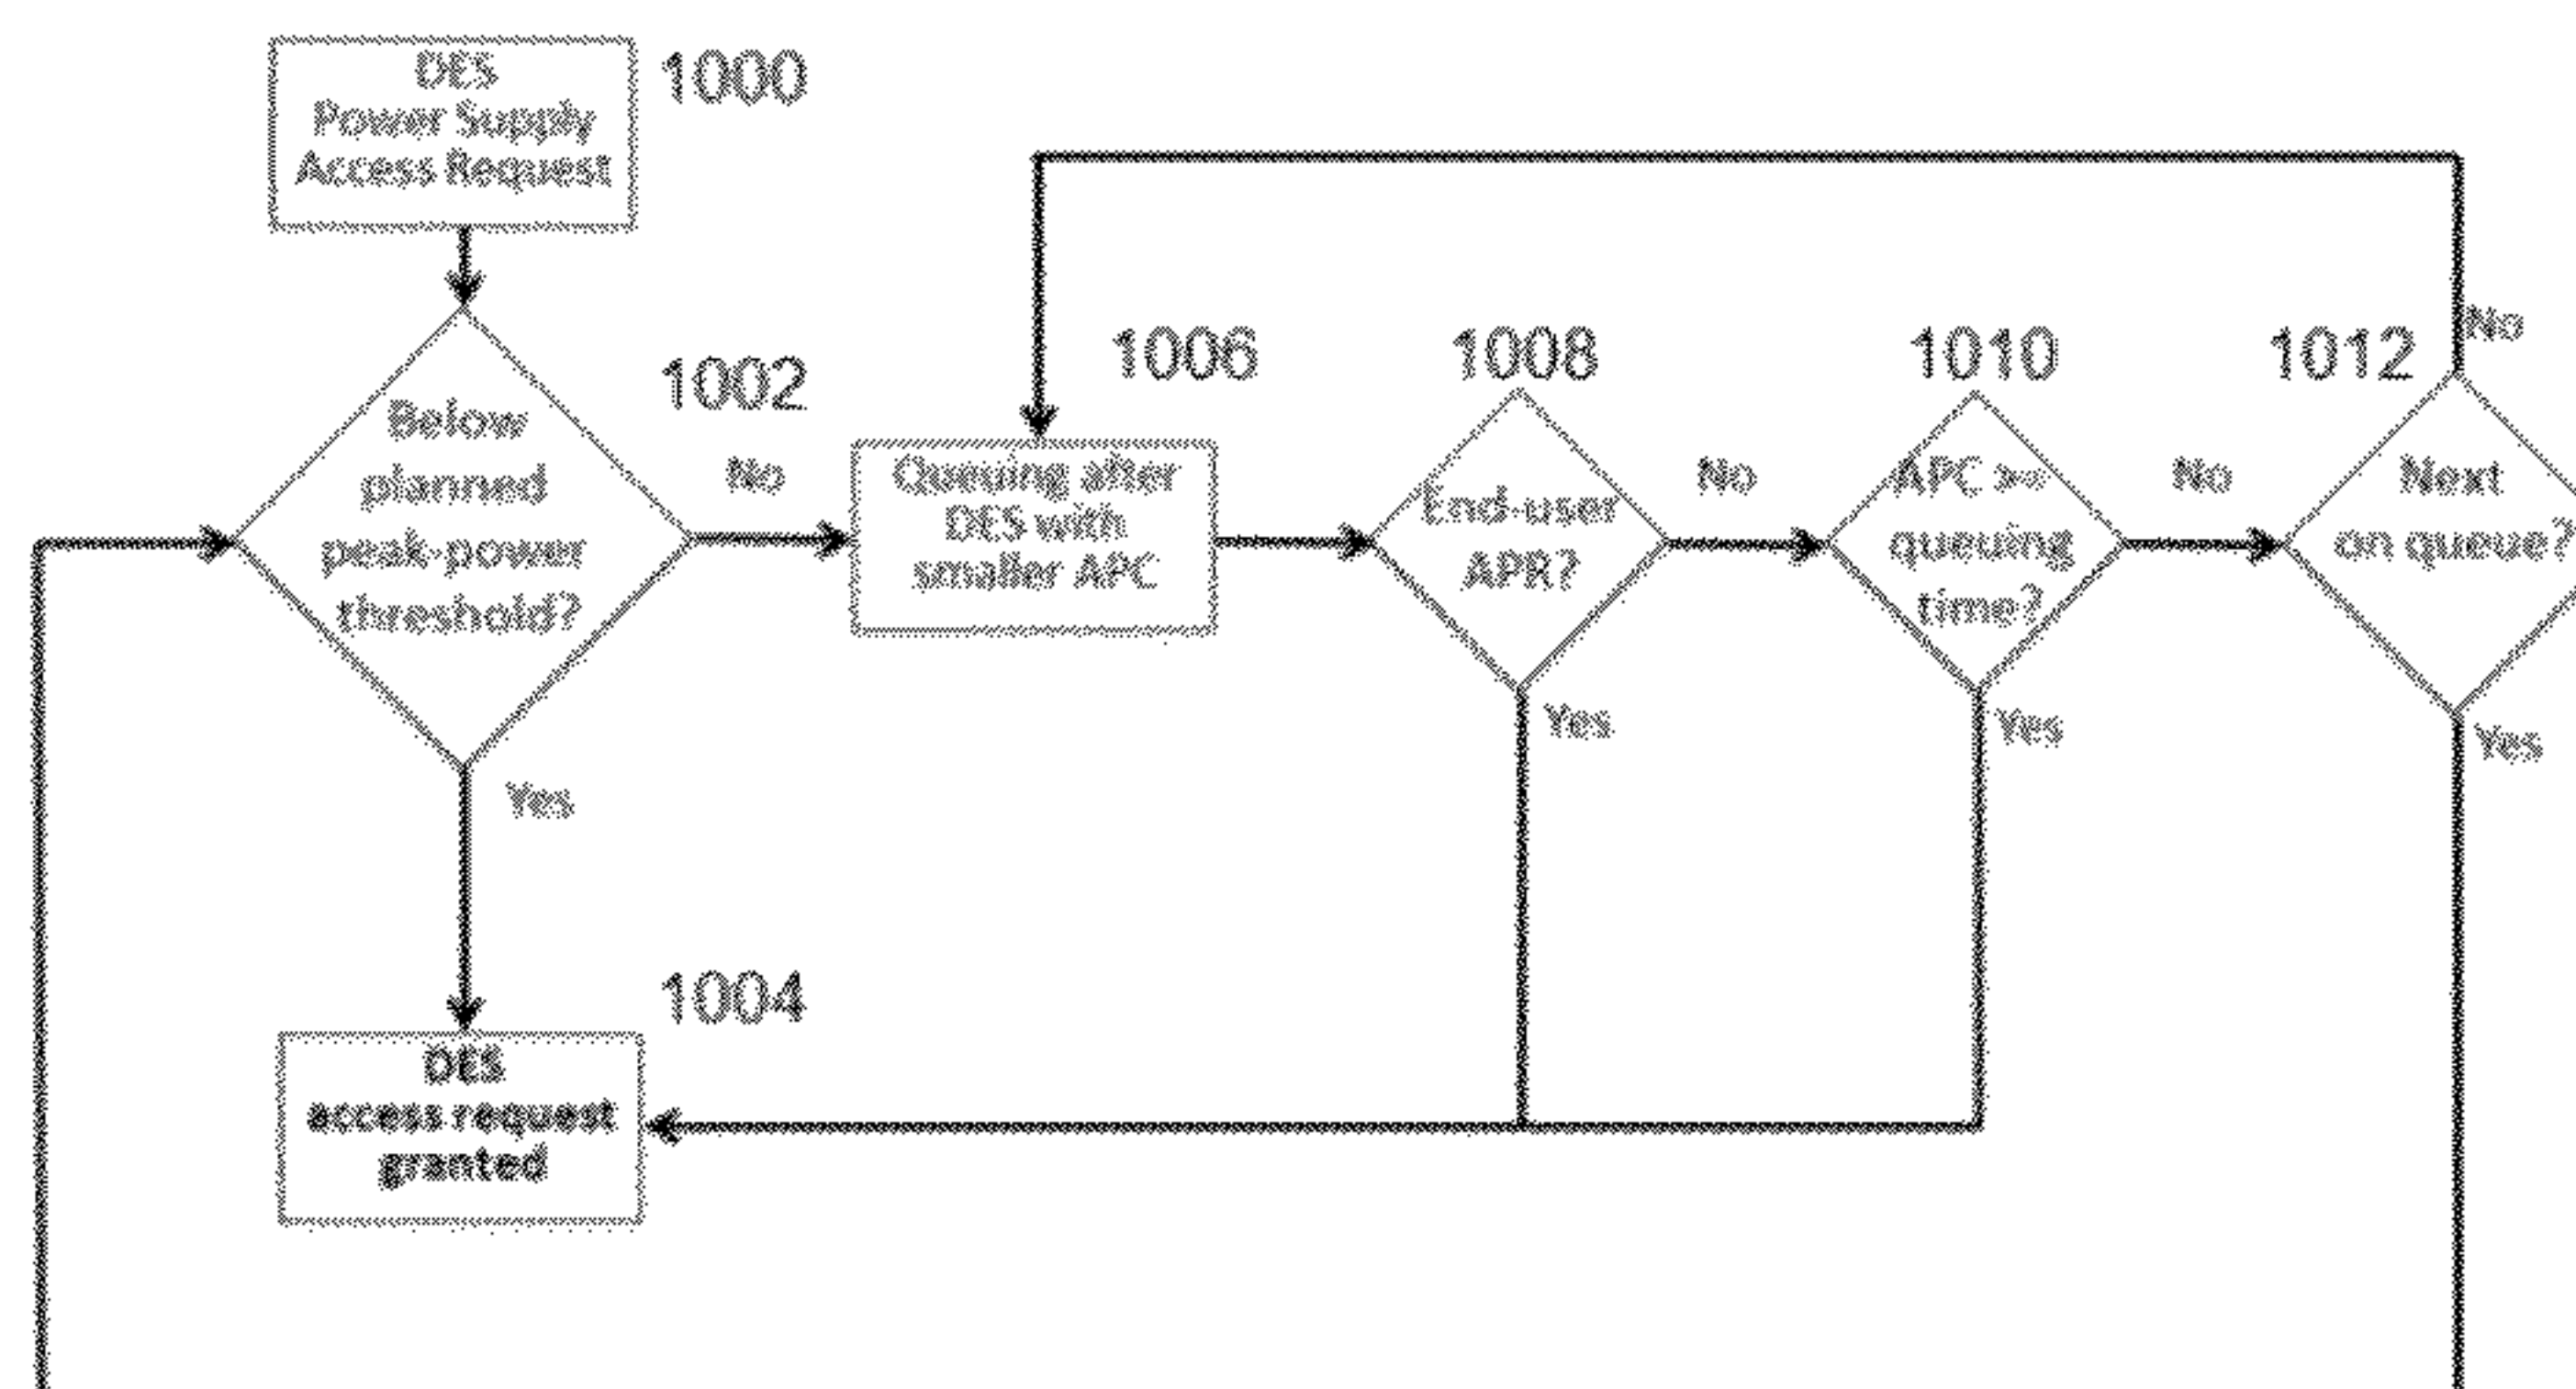 DES
Power Supply
Access Request
1000
Below
planned
peak-power
threshold?
1002
No
Yes
DES
access request
granted
1004
Queuing after
DES with
smaller APC
1006
End-user
APR?
1008
No
Yes
APC >=
queuing
time?
1010
No
Yes
Next
on queue?
1012
No
Yes